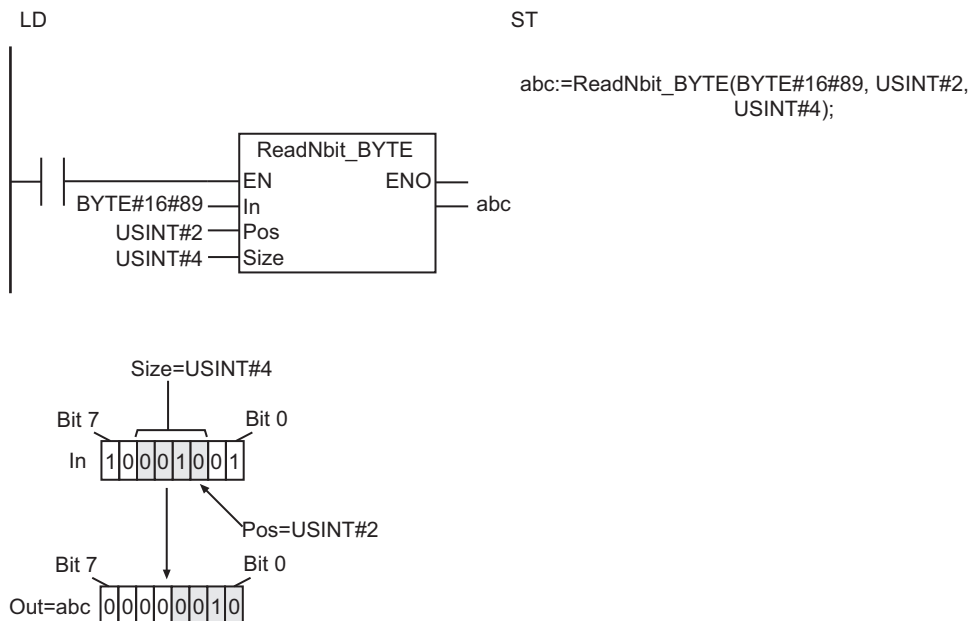 LD
ST
abc:=ReadNbit_BYTE(BYTE#16#89, USINT#2,
USINT#4);
ReadNbit_BYTE
EN ENO
BYTE#16#89 In abc
USINT#2 Pos
USINT#4 Size
Size=USINT#4
Bit 7 Bit 0
In 1 0 0 0 1 0 0 1
Pos=USINT#2
Bit 7 Bit 0
Out=abc 0 0 0 0 0 0 1 0